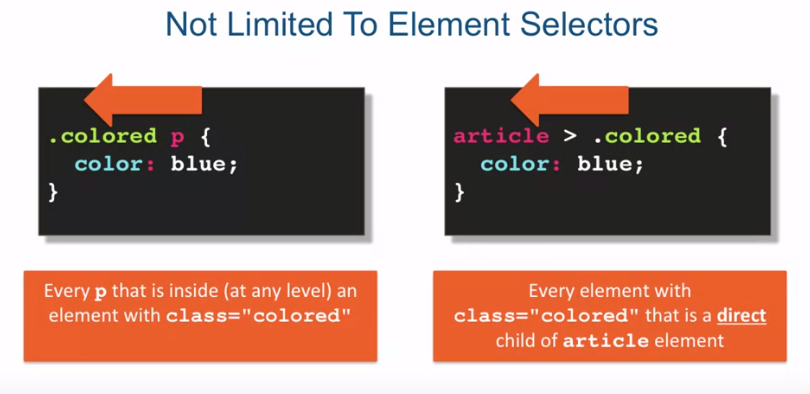 Not Limited To Element Selectors
.colored p {
color: blue;
}
article > .colored {
color: blue;
}
Every p that is inside (at any level) an
element with class="colored"
Every element with
class="colored" that is a direct
child of article element